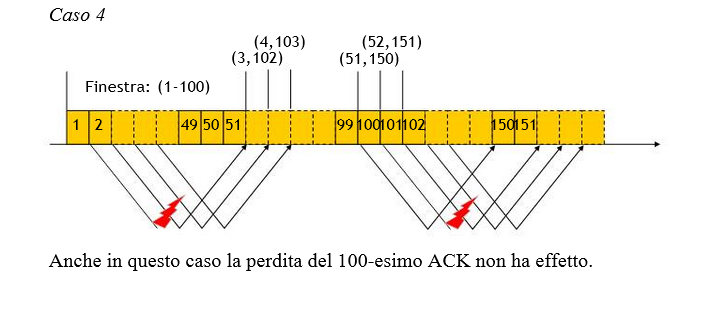 Caso 4
(4,103) (52,151)
(3,102) (51,150)
Finestra: (1-100)
1 2 49 50 51 99 100 101 102 150 151
Anche in questo caso la perdita del 100-esimo ACK non ha effetto.